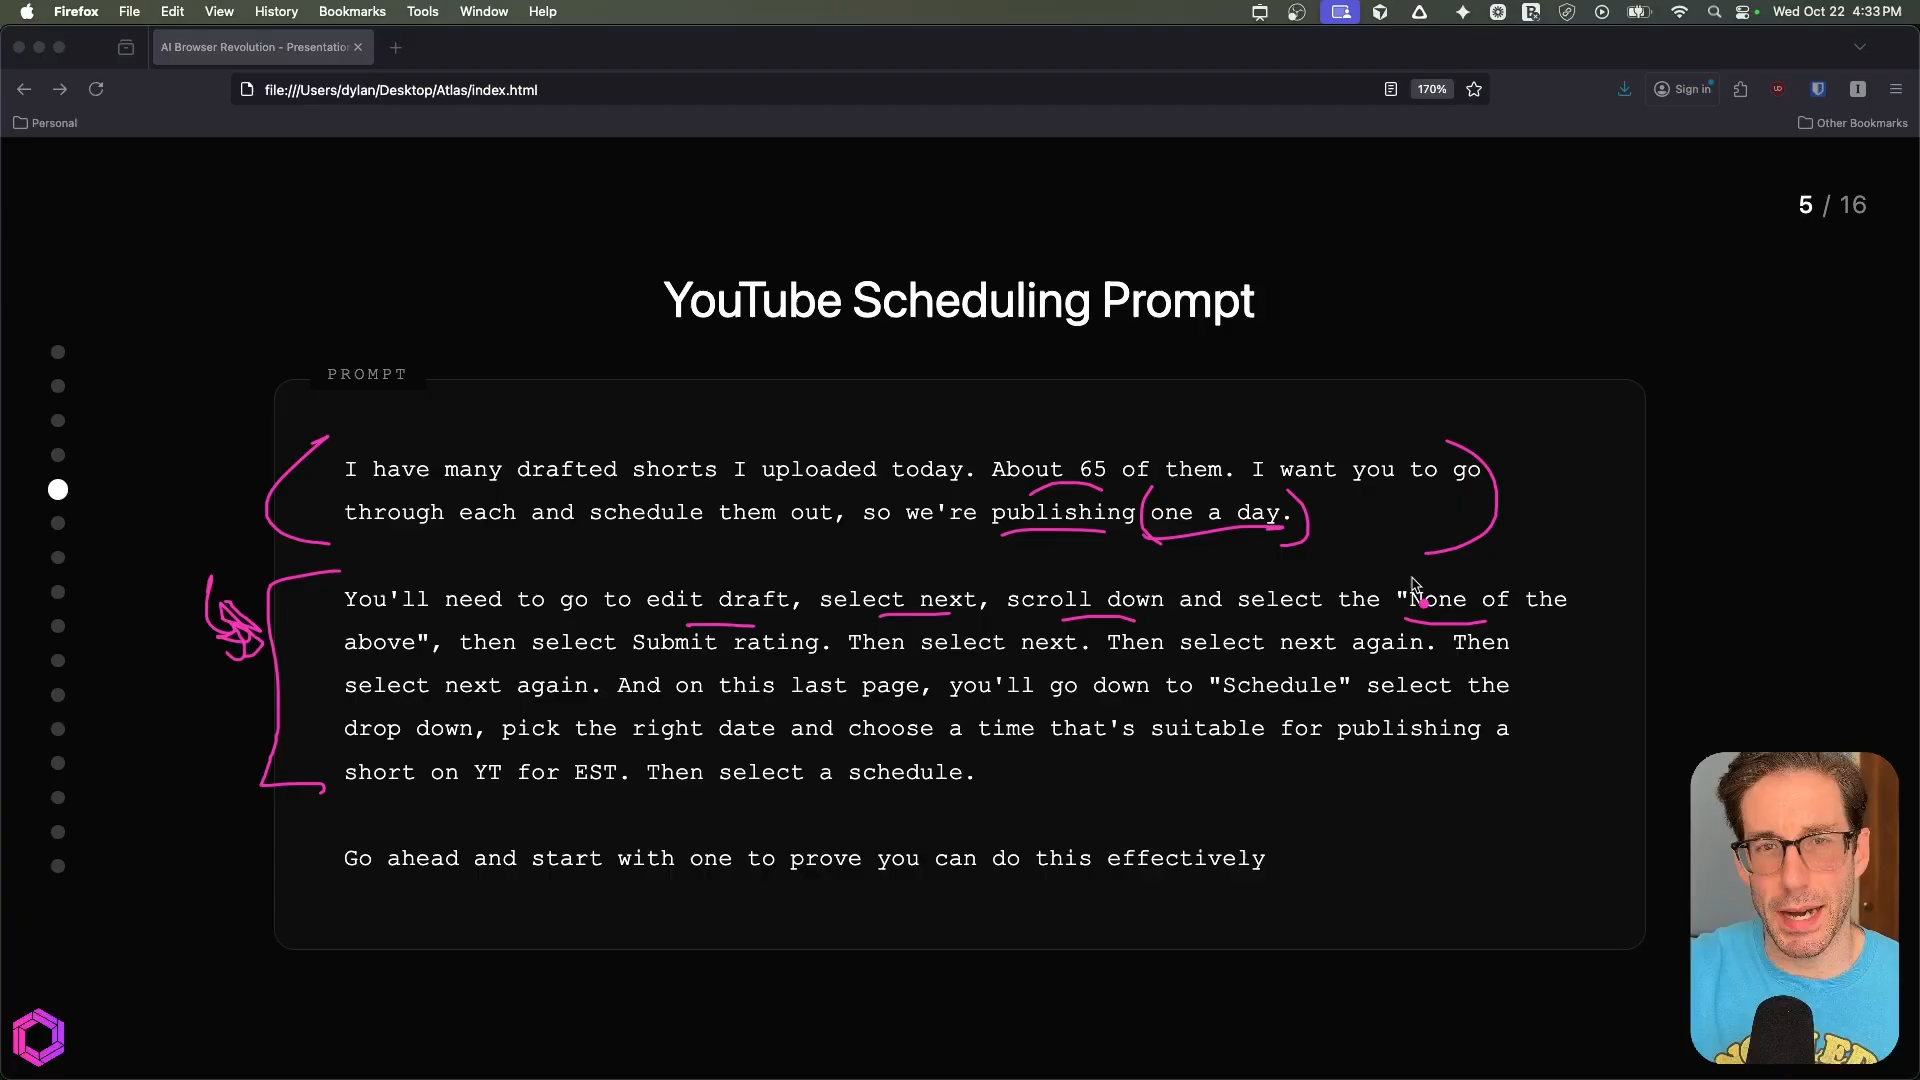 Firefox File Edit View History Bookmarks Tools Window Help Wed Oct 22 4:33 PM
AI Browser Revolution - Presentation
file:///Users/dylan/Desktop/Atlas/index.html 170% Sign in
Personal Other Bookmarks
5 / 16
YouTube Scheduling Prompt
PROMPT
I have many drafted shorts I uploaded today. About 65 of them. I want you to go
through each and schedule them out, so we're publishing one a day.
You'll need to go to edit draft, select next, scroll down and select the "None of the
above", then select Submit rating. Then select next. Then select next again. Then
select next again. And on this last page, you'll go down to "Schedule" select the
drop down, pick the right date and choose a time that's suitable for publishing a
short on YT for EST. Then select a schedule.
Go ahead and start with one to prove you can do this effectively